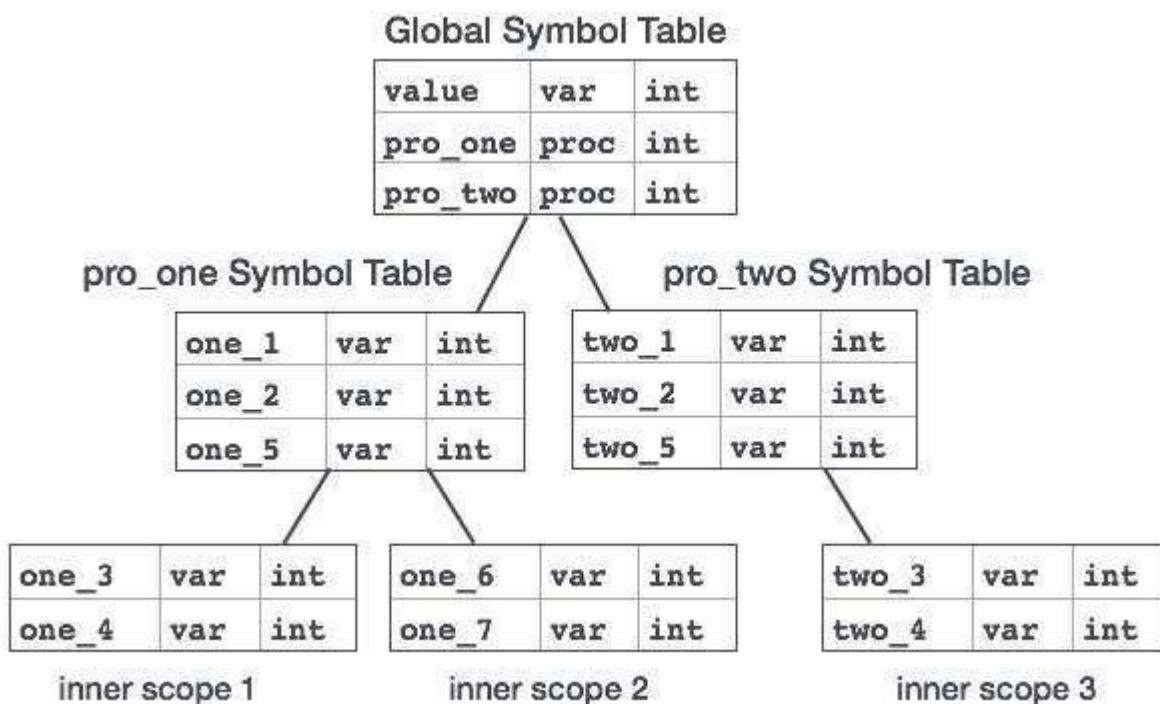 Global Symbol Table
value var int
pro_one proc int
pro_two proc int
pro_one Symbol Table
one_1 var int
one_2 var int
one_5 var int
pro_two Symbol Table
two_1 var int
two_2 var int
two_5 var int
one_3 var int
one_4 var int
inner scope 1
one_6 var int
one_7 var int
inner scope 2
two_3 var int
two_4 var int
inner scope 3